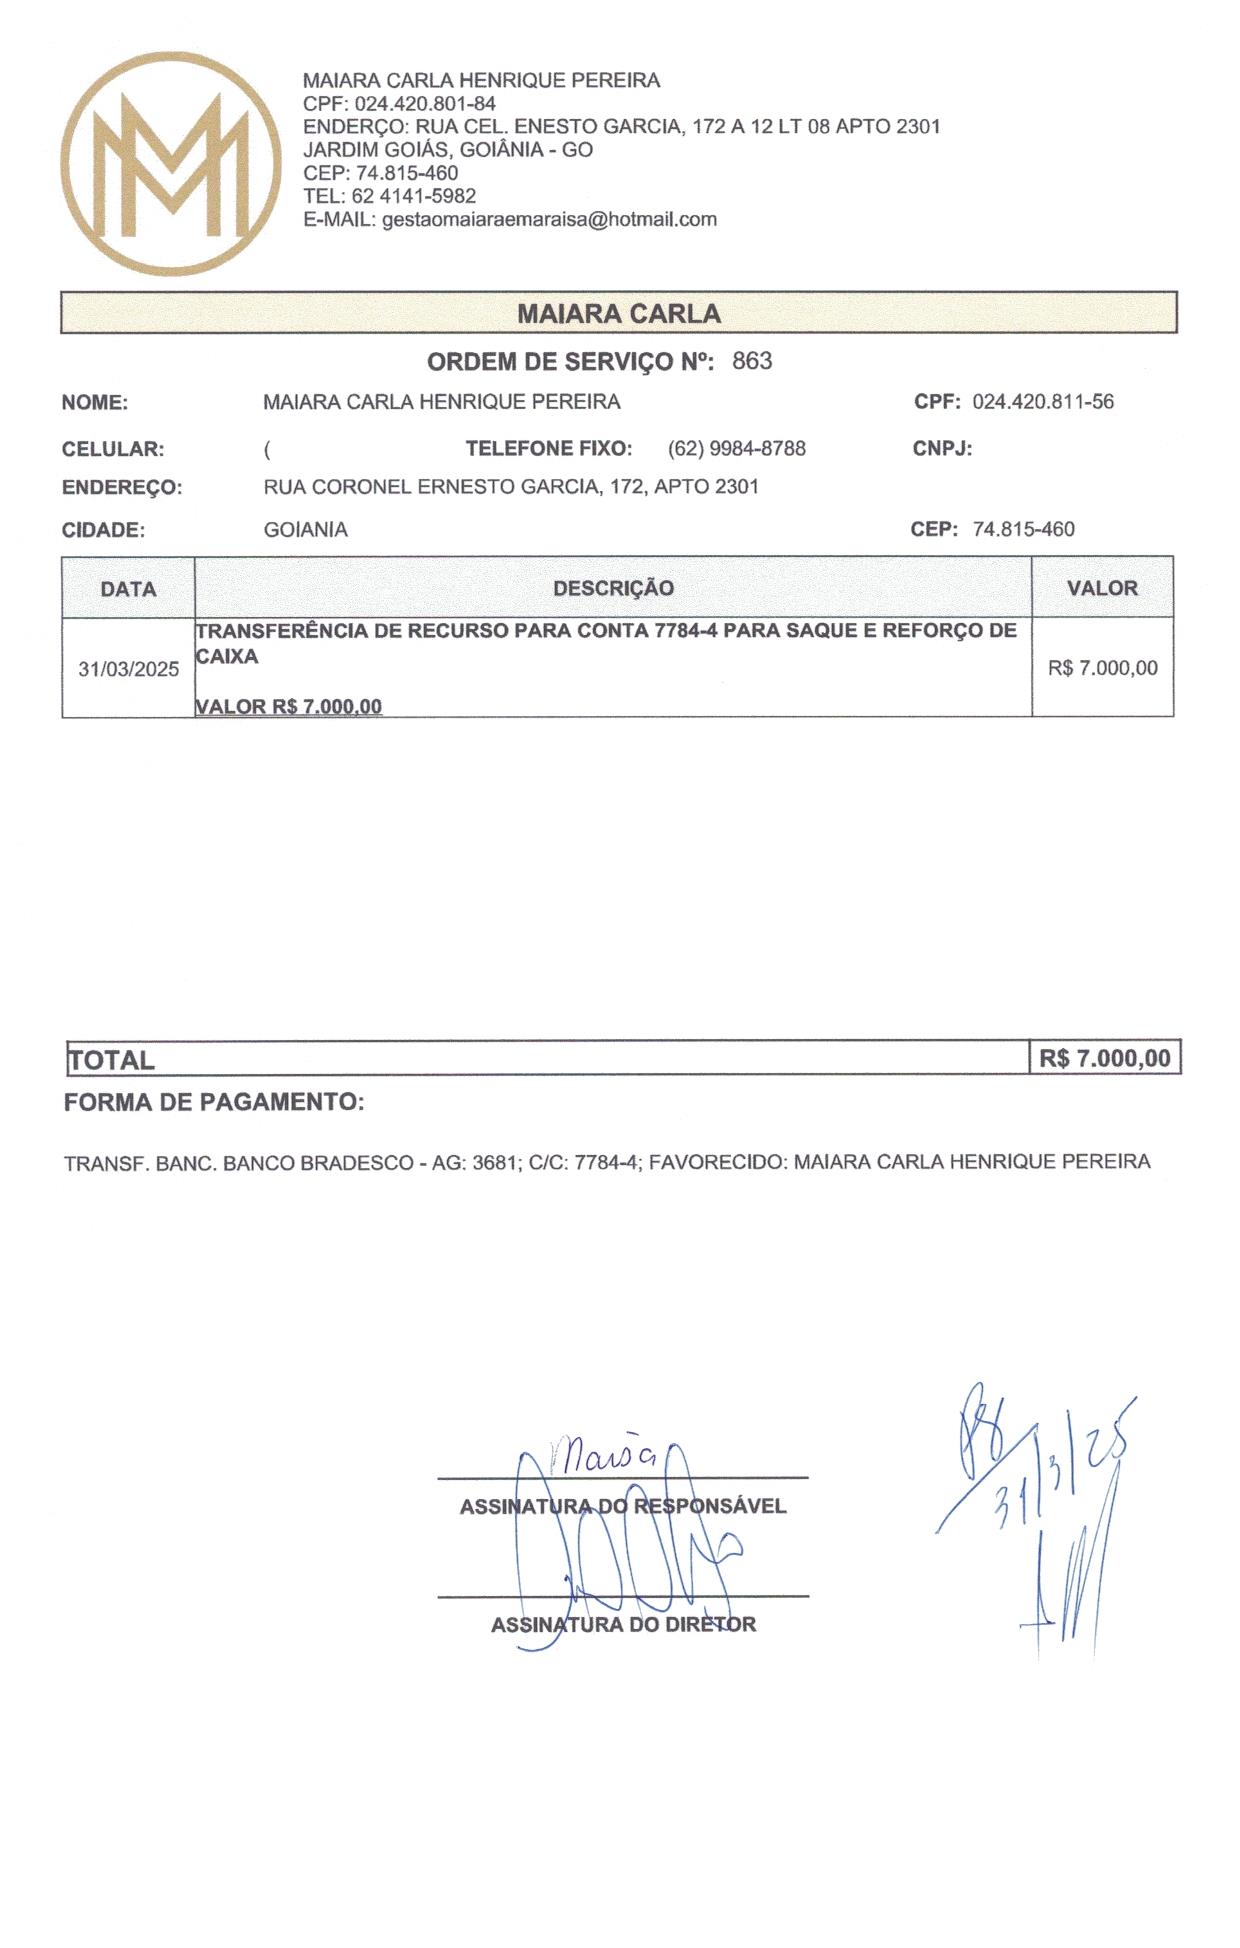 MAIARA CARLA HENRIQUE PEREIRA
CPF: 024.420.801-84
ENDERÇO: RUA CEL. ENESTO GARCIA, 172 A 12 LT 08 APTO 2301
JARDIM GOIÁS, GOIÂNIA - GO
CEP: 74.815-460
TEL: 62 4141-5982
E-MAIL: gestaomaiaraemaraisa@hotmail.com
MAIARA CARLA
ORDEM DE SERVIÇO Nº: 863
NOME: MAIARA CARLA HENRIQUE PEREIRA CPF: 024.420.811-56
CELULAR: ( TELEFONE FIXO: (62) 9984-8788 CNPJ:
ENDEREÇO: RUA CORONEL ERNESTO GARCIA, 172, APTO 2301
CIDADE: GOIANIA CEP: 74.815-460
DATA DESCRIÇÃO VALOR
TRANSFERÊNCIA DE RECURSO PARA CONTA 7784-4 PARA SAQUE E REFORÇO DE
CAIXA
31/03/2025 R$ 7.000,00
VALOR R$ 7.000,00
TOTAL R$ 7.000,00
FORMA DE PAGAMENTO:
TRANSF. BANC. BANCO BRADESCO - AG: 3681; C/C: 7784-4; FAVORECIDO: MAIARA CARLA HENRIQUE PEREIRA
ASSINATURA DO RESPONSÁVEL
31/3/25
ASSINATURA DO DIRETOR